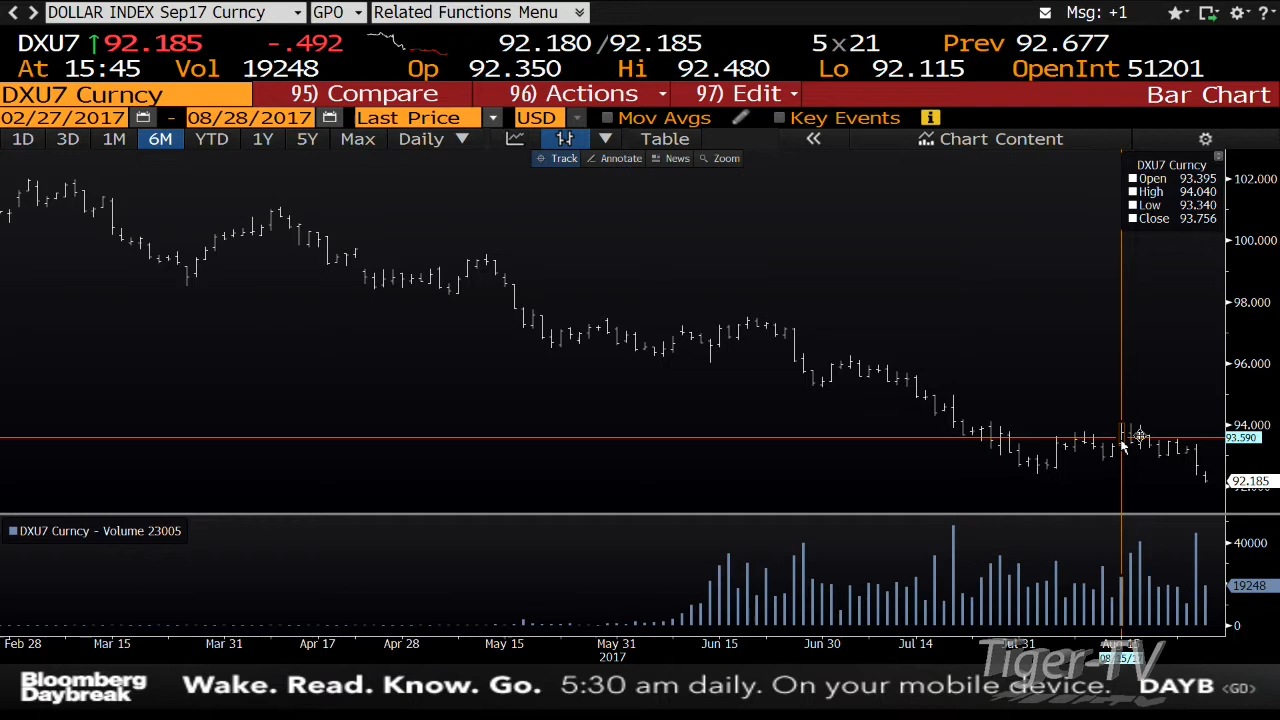 DOLLAR INDEX Sep17 Curncy GPO Related Functions Menu Msg: +1 ?
DXU7 ↑92.185 -.492 92.180/92.185 5x21 Prev 92.677
At 15:45 Vol 19248 Op 92.350 Hi 92.480 Lo 92.115 OpenInt 51201
DXU7 Curncy 95) Compare 96) Actions 97) Edit Bar Chart
02/27/2017 - 08/28/2017 Last Price USD Mov Avgs Key Events i
1D 3D 1M 6M YTD 1Y 5Y Max Daily Table « Chart Content
Track Annotate News Zoom
DXU7 Curncy
Open 93.395
High 94.040
Low 93.340
Close 93.756
102.000
100.000
98.000
96.000
94.000
93.590
92.185
DXU7 Curncy - Volume 23005
40000
19248
0
Feb 28 Mar 15 Mar 31 Apr 17 Apr 28 May 15 May 31 Jun 15 Jun 30 Jul 14 Jul 31 Aug 15
2017 08/15/17
Tiger-TV
Bloomberg
Daybreak
Wake. Read. Know. Go. 5:30 am daily. On your mobile device. DAYB <GO>